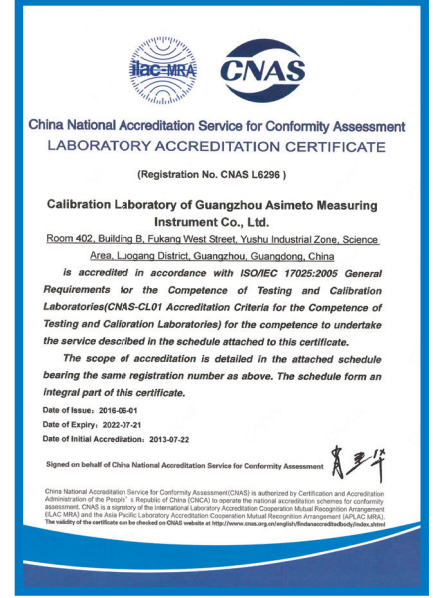 ilac-MRA
CNAS
China National Accreditation Service for Conformity Assessment
LABORATORY ACCREDITATION CERTIFICATE
(Registration No. CNAS L6296 )
Calibration Laboratory of Guangzhou Asimeto Measuring
Instrument Co., Ltd.
Room 402, Building B, Fukang West Street, Yushu Industrial Zone, Science
Area, Luogang District, Guangzhou, Guangdong, China
is accredited in accordance with ISO/IEC 17025:2005 General
Requirements for the Competence of Testing and Calibration
Laboratories(CNAS-CL01 Accreditation Criteria for the Competence of
Testing and Calibration Laboratories) for the competence to undertake
the service described in the schedule attached to this certificate.
The scope of accreditation is detailed in the attached schedule
bearing the same registration number as above. The schedule form an
integral part of this certificate.
Date of Issue: 2016-06-01
Date of Expiry: 2022-07-21
Date of Initial Accreditation: 2013-07-22
Signed on behalf of China National Accreditation Service for Conformity Assessment
China National Accreditation Service for Conformity Assessment(CNAS) is authorized by Certification and Accreditation
Administration of the People's Republic of China (CNCA) to operate the national accreditation schemes for conformity
assessment. CNAS is a signatory of the International Laboratory Accreditation Cooperation Mutual Recognition Arrangement
(ILAC MRA) and the Asia Pacific Laboratory Accreditation Cooperation Mutual Recognition Arrangement (APLAC MRA).
The validity of the certificate can be checked on CNAS website at http://www.cnas.org.cn/english/findanaccreditedbody/index.shtml